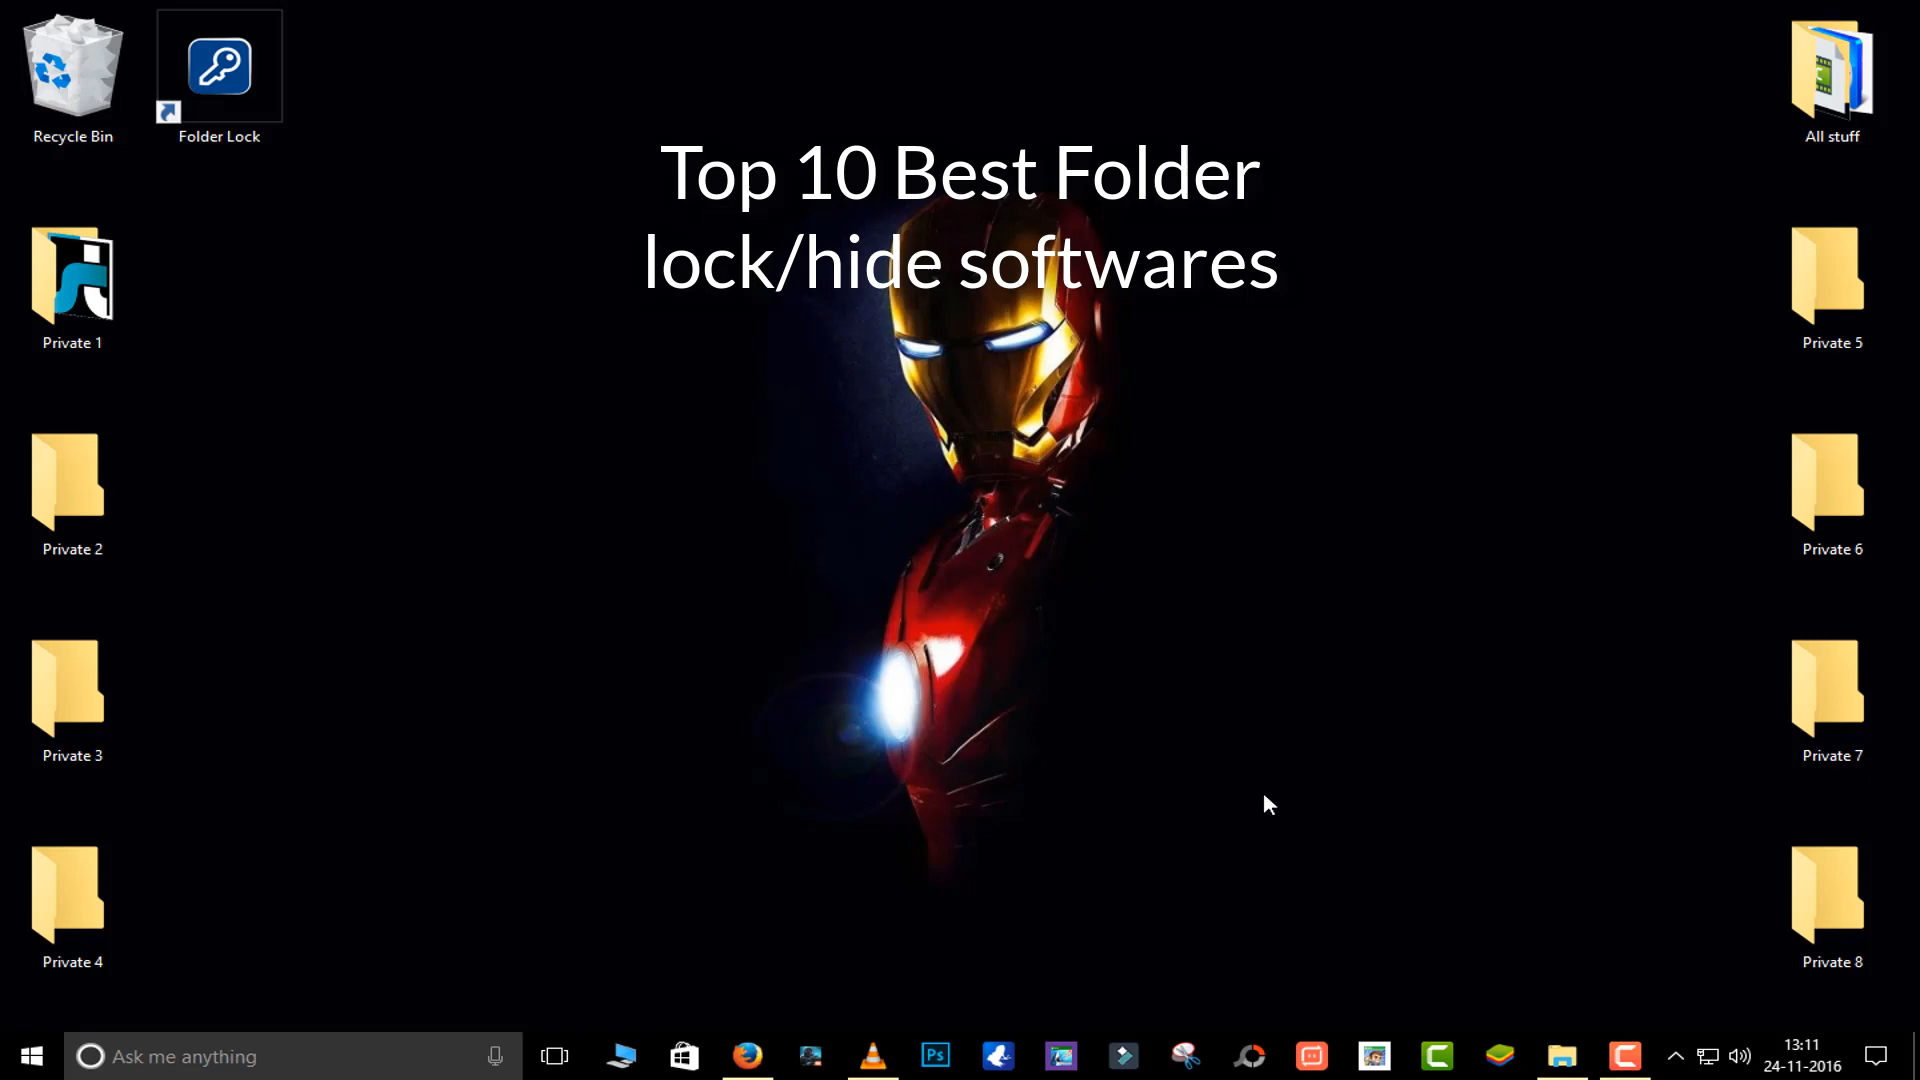 Recycle Bin
Folder Lock
All stuff
Top 10 Best Folder
lock/hide softwares
Private 1
Private 5
Private 2
Private 6
Private 3
Private 7
Private 4
Private 8
Ask me anything
Ps
13:11
24-11-2016